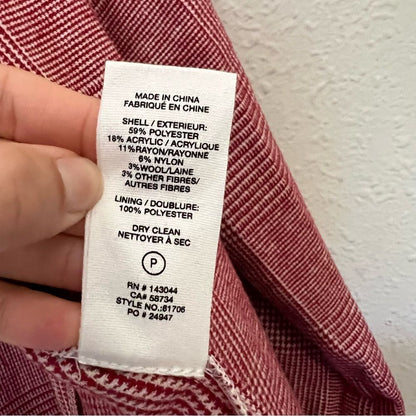 MADE IN CHINA
FABRIQUÉ EN CHINE
SHELL / EXTERIEUR:
59% POLYESTER
18% ACRYLIC / ACRYLIQUE
11%RAYON/RAYONNE
6% NYLON
3%WOOL/LAINE
3% OTHER FIBRES/
AUTRES FIBRES
LINING / DOUBLURE:
100% POLYESTER
DRY CLEAN
NETTOYER À SEC
P
RN # 143044
CA# 58734
STYLE NO.:81706
PO # 24947